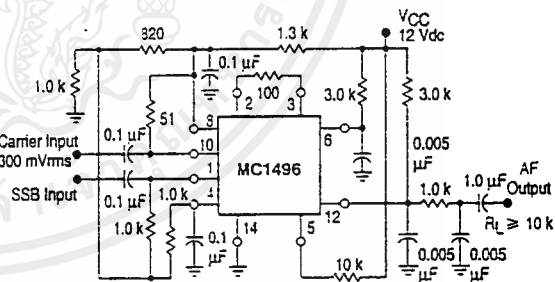 820
1.3 k
VCC
12 Vdc
1.0 k
0.1 µF
51
2
100
3
3.0 k
3.0 k
Carrier Input
300 mVrms
0.1 µF
8
10
MC1496
6
0.005
µF
SSB Input
1
1.0 k
4
12
1.0 k
1.0 µF
AF
Output
RL ≥ 10 k
0.1 µF
1.0 k
0.1
µF
14
5
10 k
0.005
µF
0.005
µF